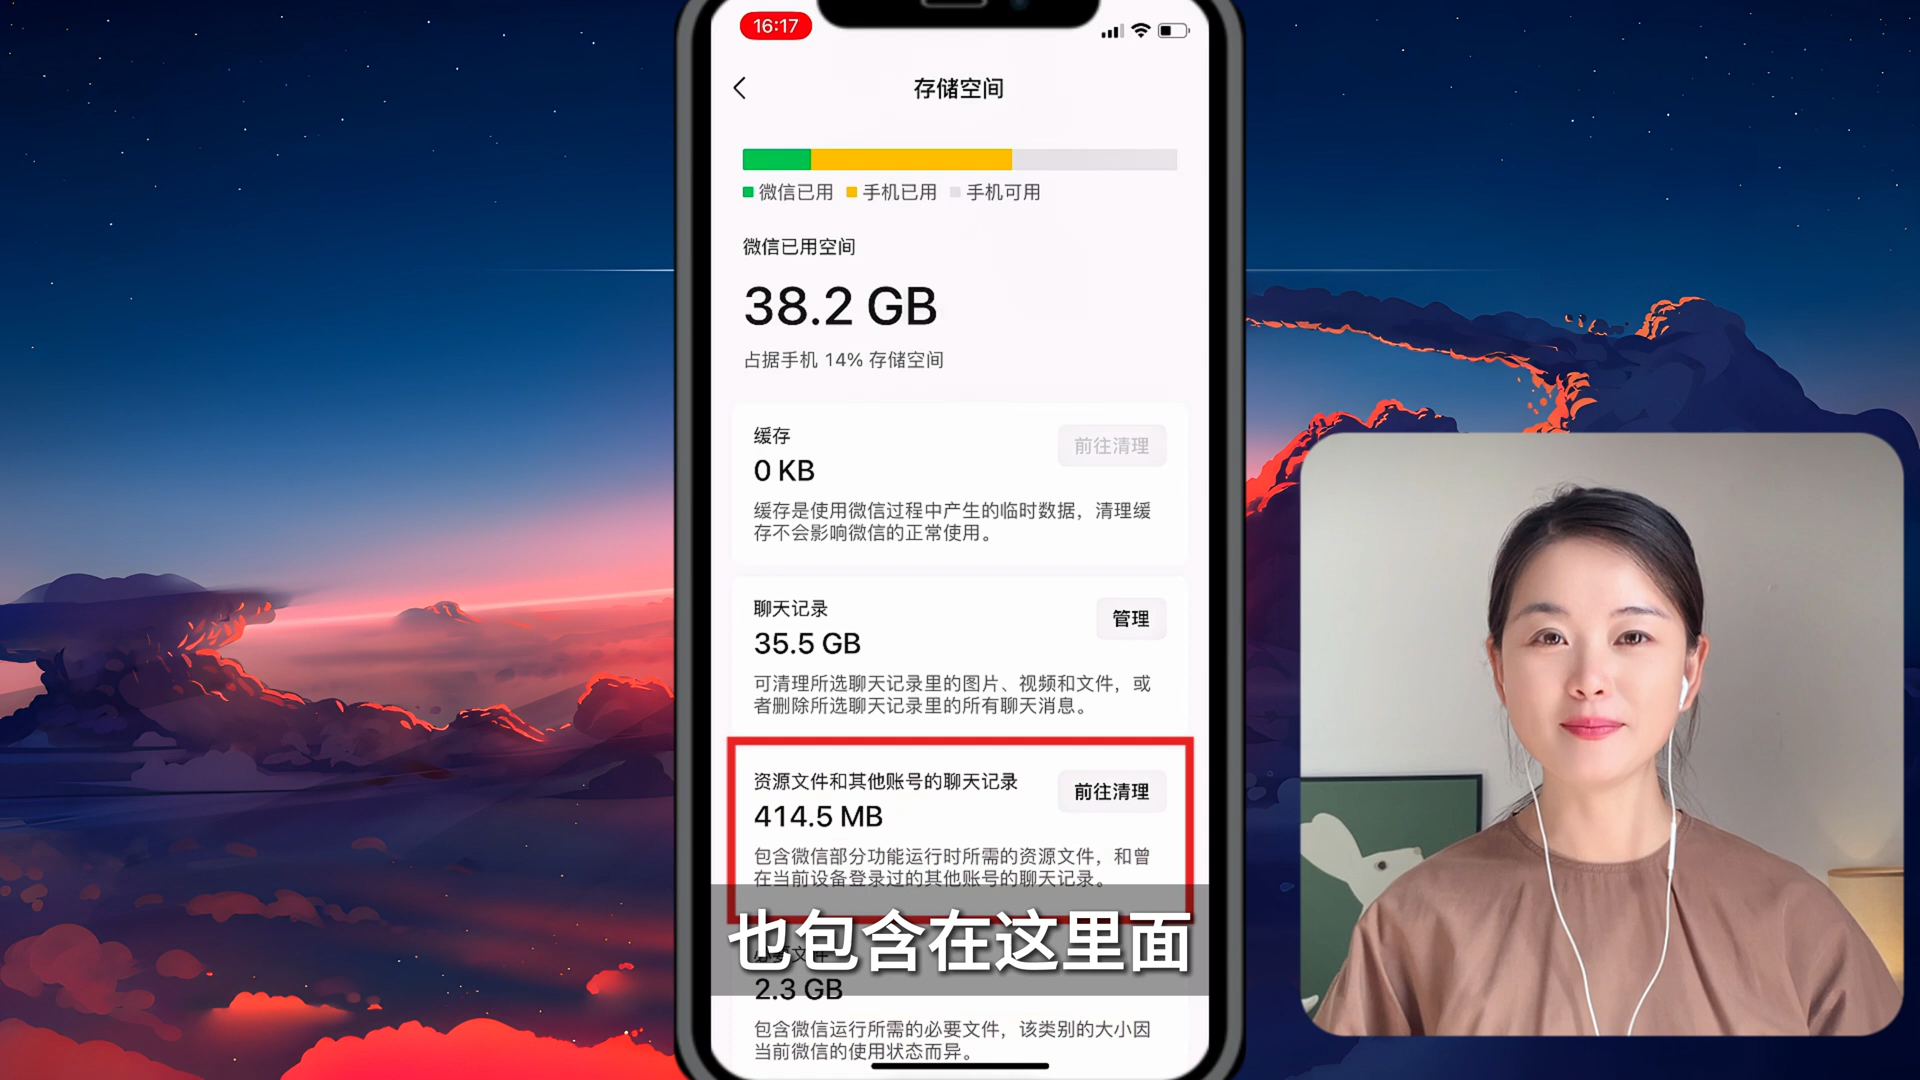 16:17
存储空间
微信已用 手机已用 手机可用
微信已用空间
38.2 GB
占据手机 14% 存储空间
缓存
前往清理
0 KB
缓存是使用微信过程中产生的临时数据，清理缓
存不会影响微信的正常使用。
聊天记录
管理
35.5 GB
可清理所选聊天记录里的图片、视频和文件，或
者删除所选聊天记录里的所有聊天消息。
资源文件和其他账号的聊天记录
前往清理
414.5 MB
包含微信部分功能运行时所需的资源文件，和曾
在当前设备登录过的其他账号的聊天记录。
也包含在这里面
必要文件
2.3 GB
包含微信运行所需的必要文件，该类别的大小因
当前微信的使用状态而异。